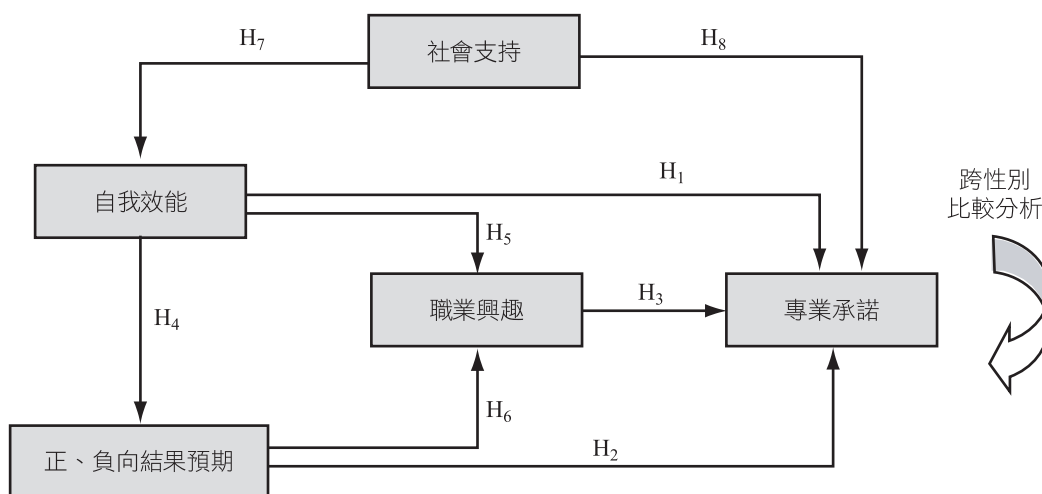 社會支持
H7
H8
自我效能
H1
跨性別
比較分析
H5
職業興趣
H3
專業承諾
H4
H6
正、負向結果預期
H2